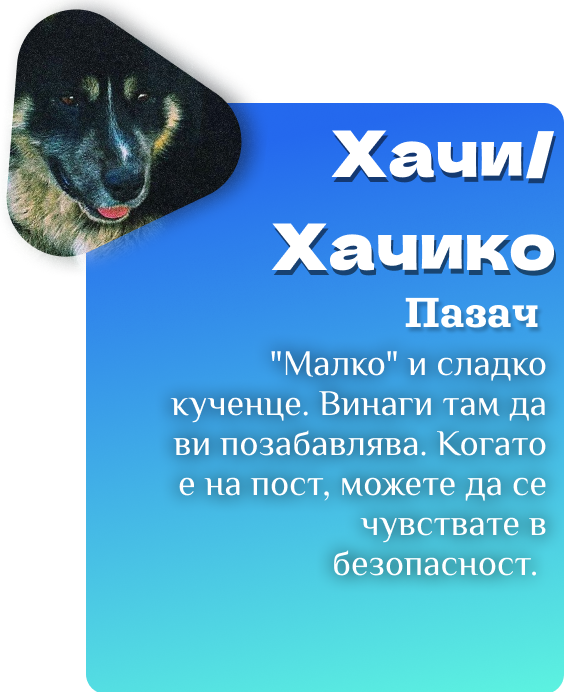 Хачи/
Хачико
Пазач
"Малко" и сладко
кученце. Винаги там да
ви позабавлява. Когато
е на пост, можете да се
чувствате в
безопасност.